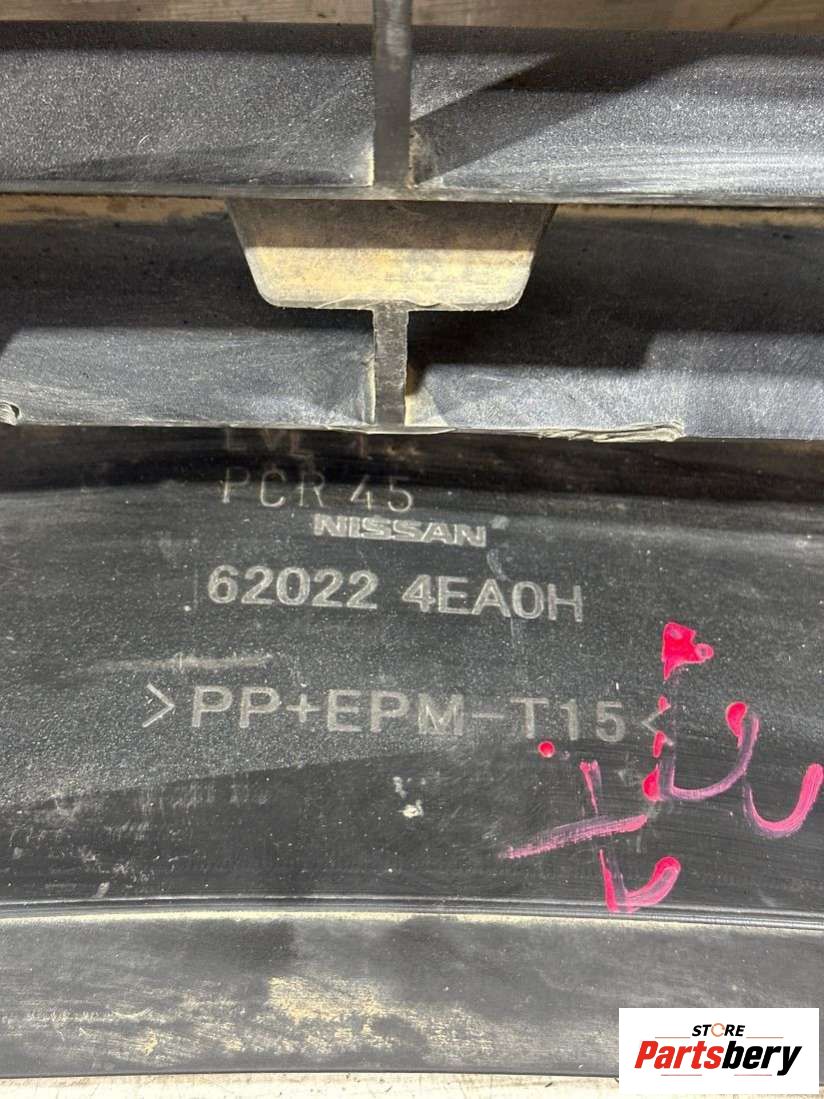 PCR 45
NISSAN
62022 4EA0H
>PP+EPM-T15<
STORE
Partsbery